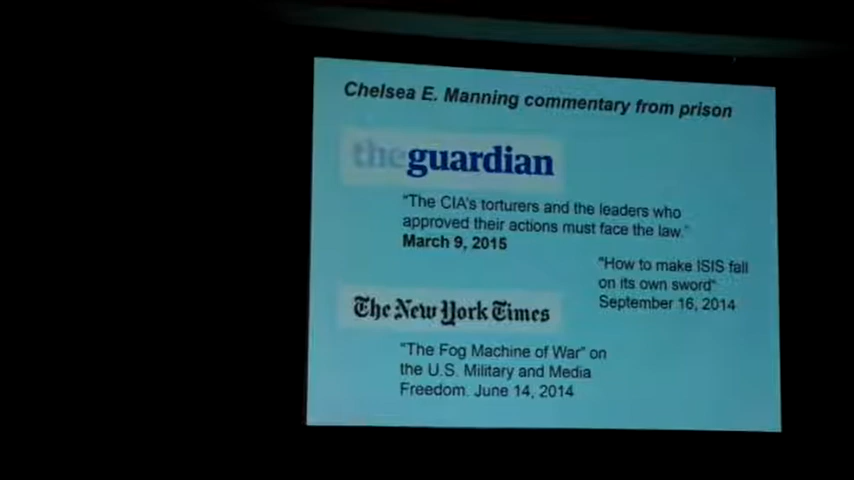 Chelsea E. Manning commentary from prison
theguardian
"The CIA's torturers and the leaders who
approved their actions must face the law."
March 9, 2015
"How to make ISIS fall
on its own sword"
September 16, 2014
The New York Times
"The Fog Machine of War" on
the U.S. Military and Media
Freedom. June 14, 2014